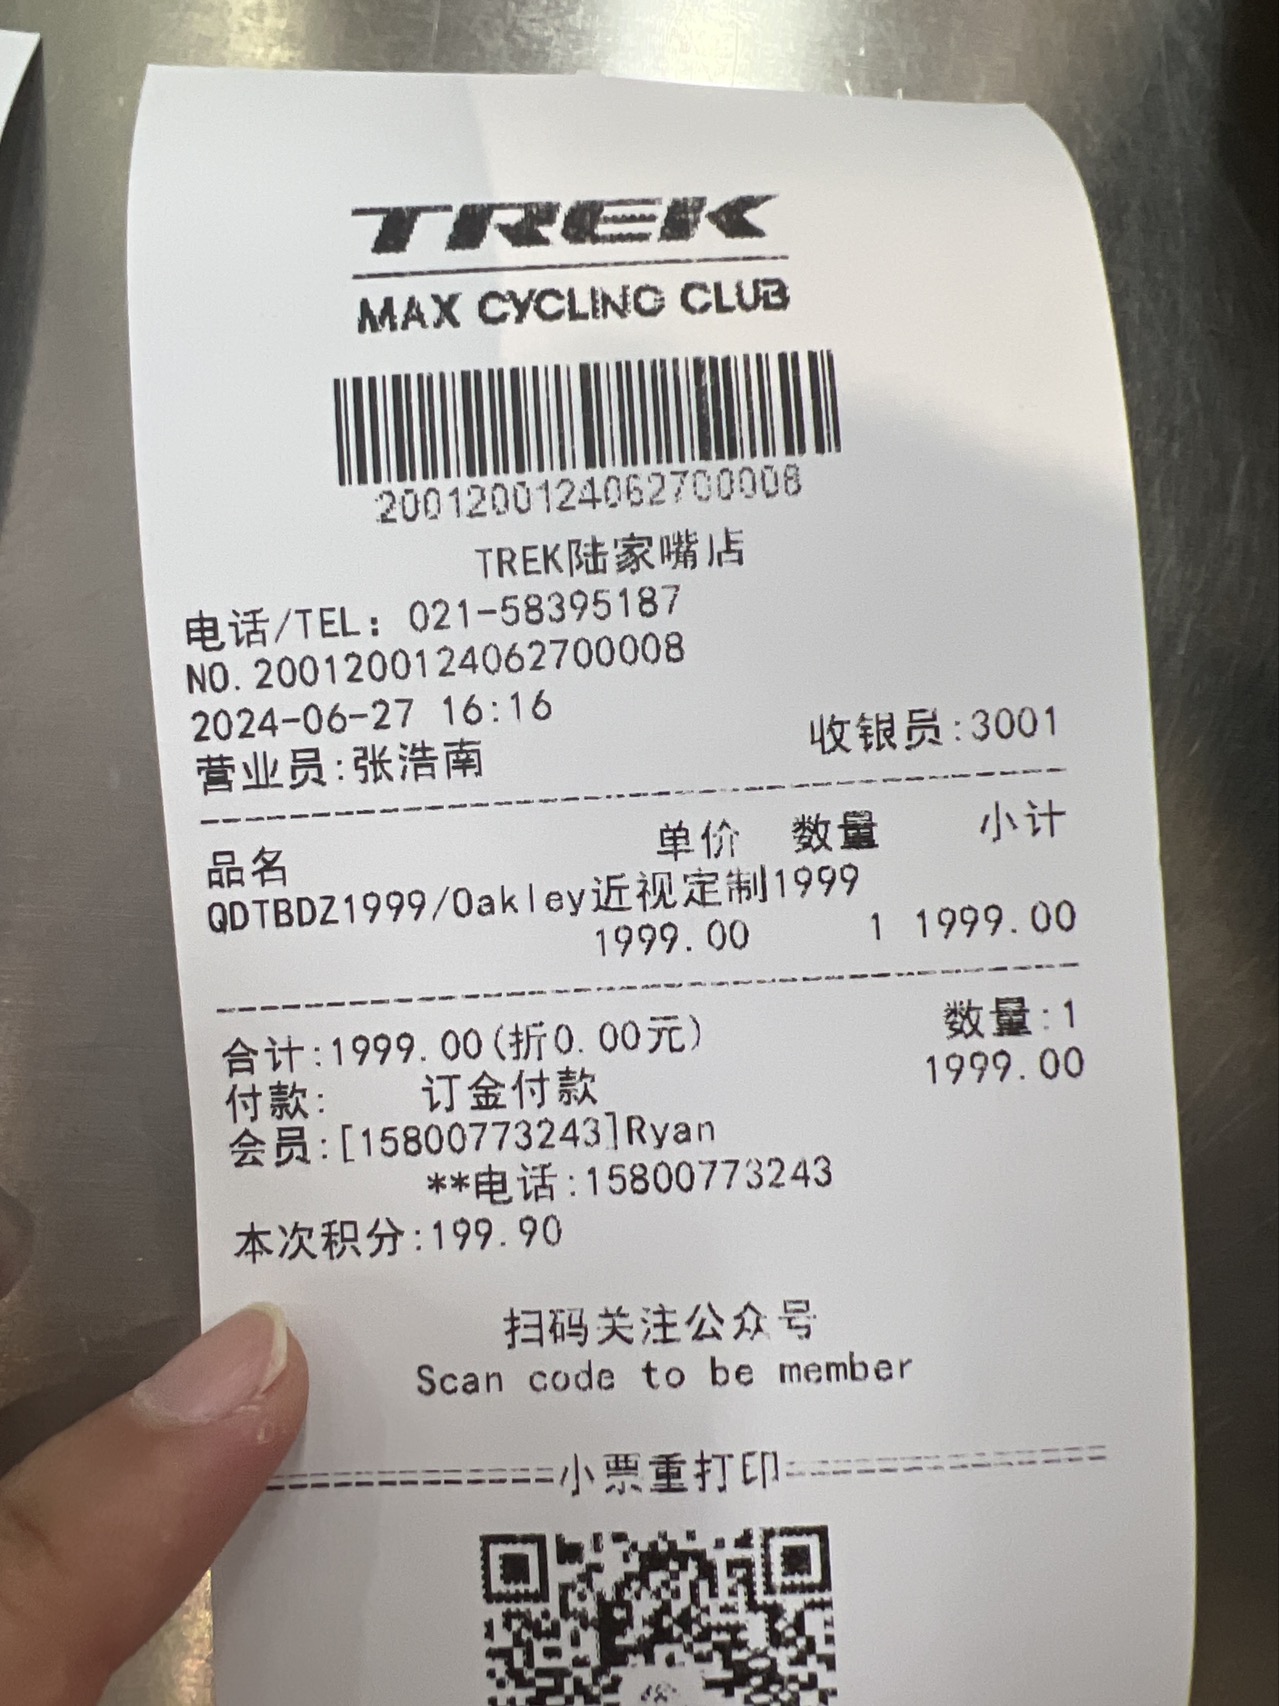 TREK
MAX CYCLING CLUB
2001200124062700008
TREK陆家嘴店
电话/TEL: 021-58395187
NO.2001200124062700008
2024-06-27 16:16
营业员:张浩南 收银员:3001
品名 单价 数量 小计
QDTBDZ1999/Oakley近视定制1999
1999.00 1 1999.00
合计:1999.00(折0.00元) 数量:1
付款: 订金付款 1999.00
会员:[15800773243]Ryan
**电话:15800773243
本次积分:199.90
扫码关注公众号
Scan code to be member
=============小票重打印===============